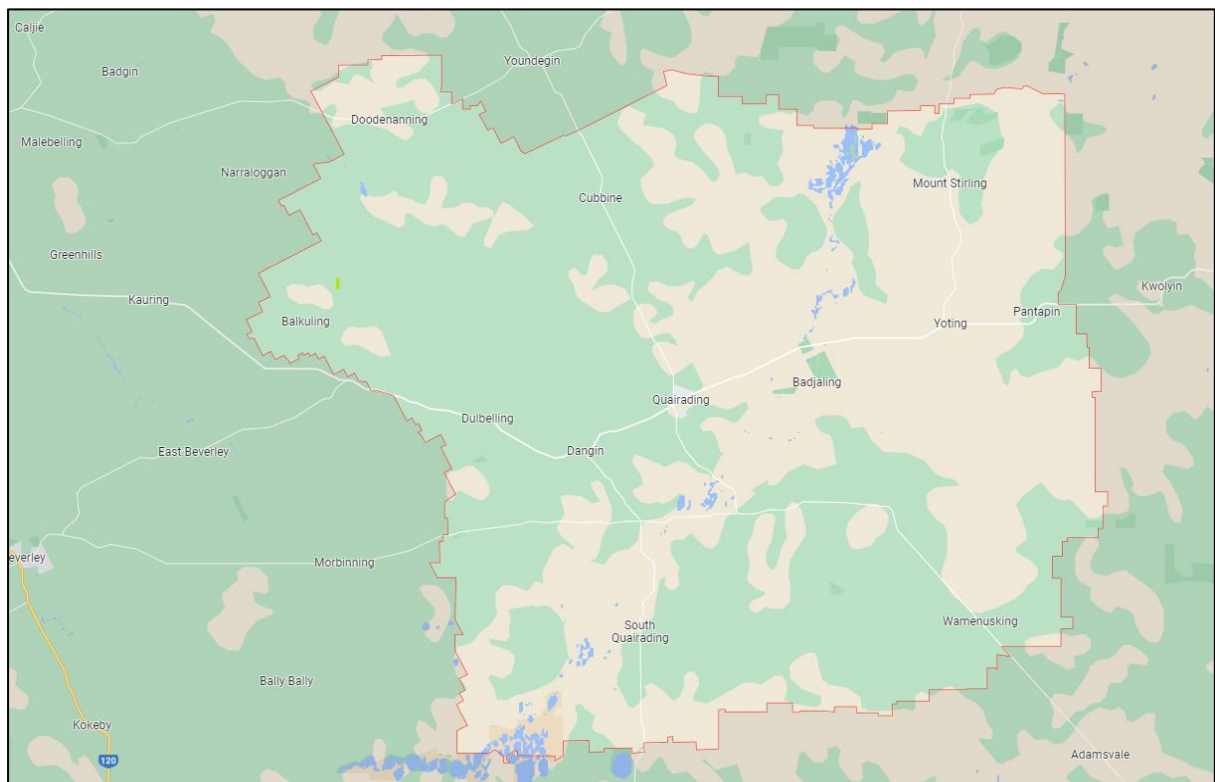 Caljie
Badgin
Youndegin
Doodenanning
Malebelling
Narraloggan
Mount Stirling
Cubbine
Greenhills
Kwolyin
Kauring
Pantapin
Balkuling
Yoting
Badjaling
Quairading
Dulbelling
Dangin
East Beverley
everley
Morbinning
Wamenusking
South
Quairading
Bally Bally
Kokeby
Adamsvale
120